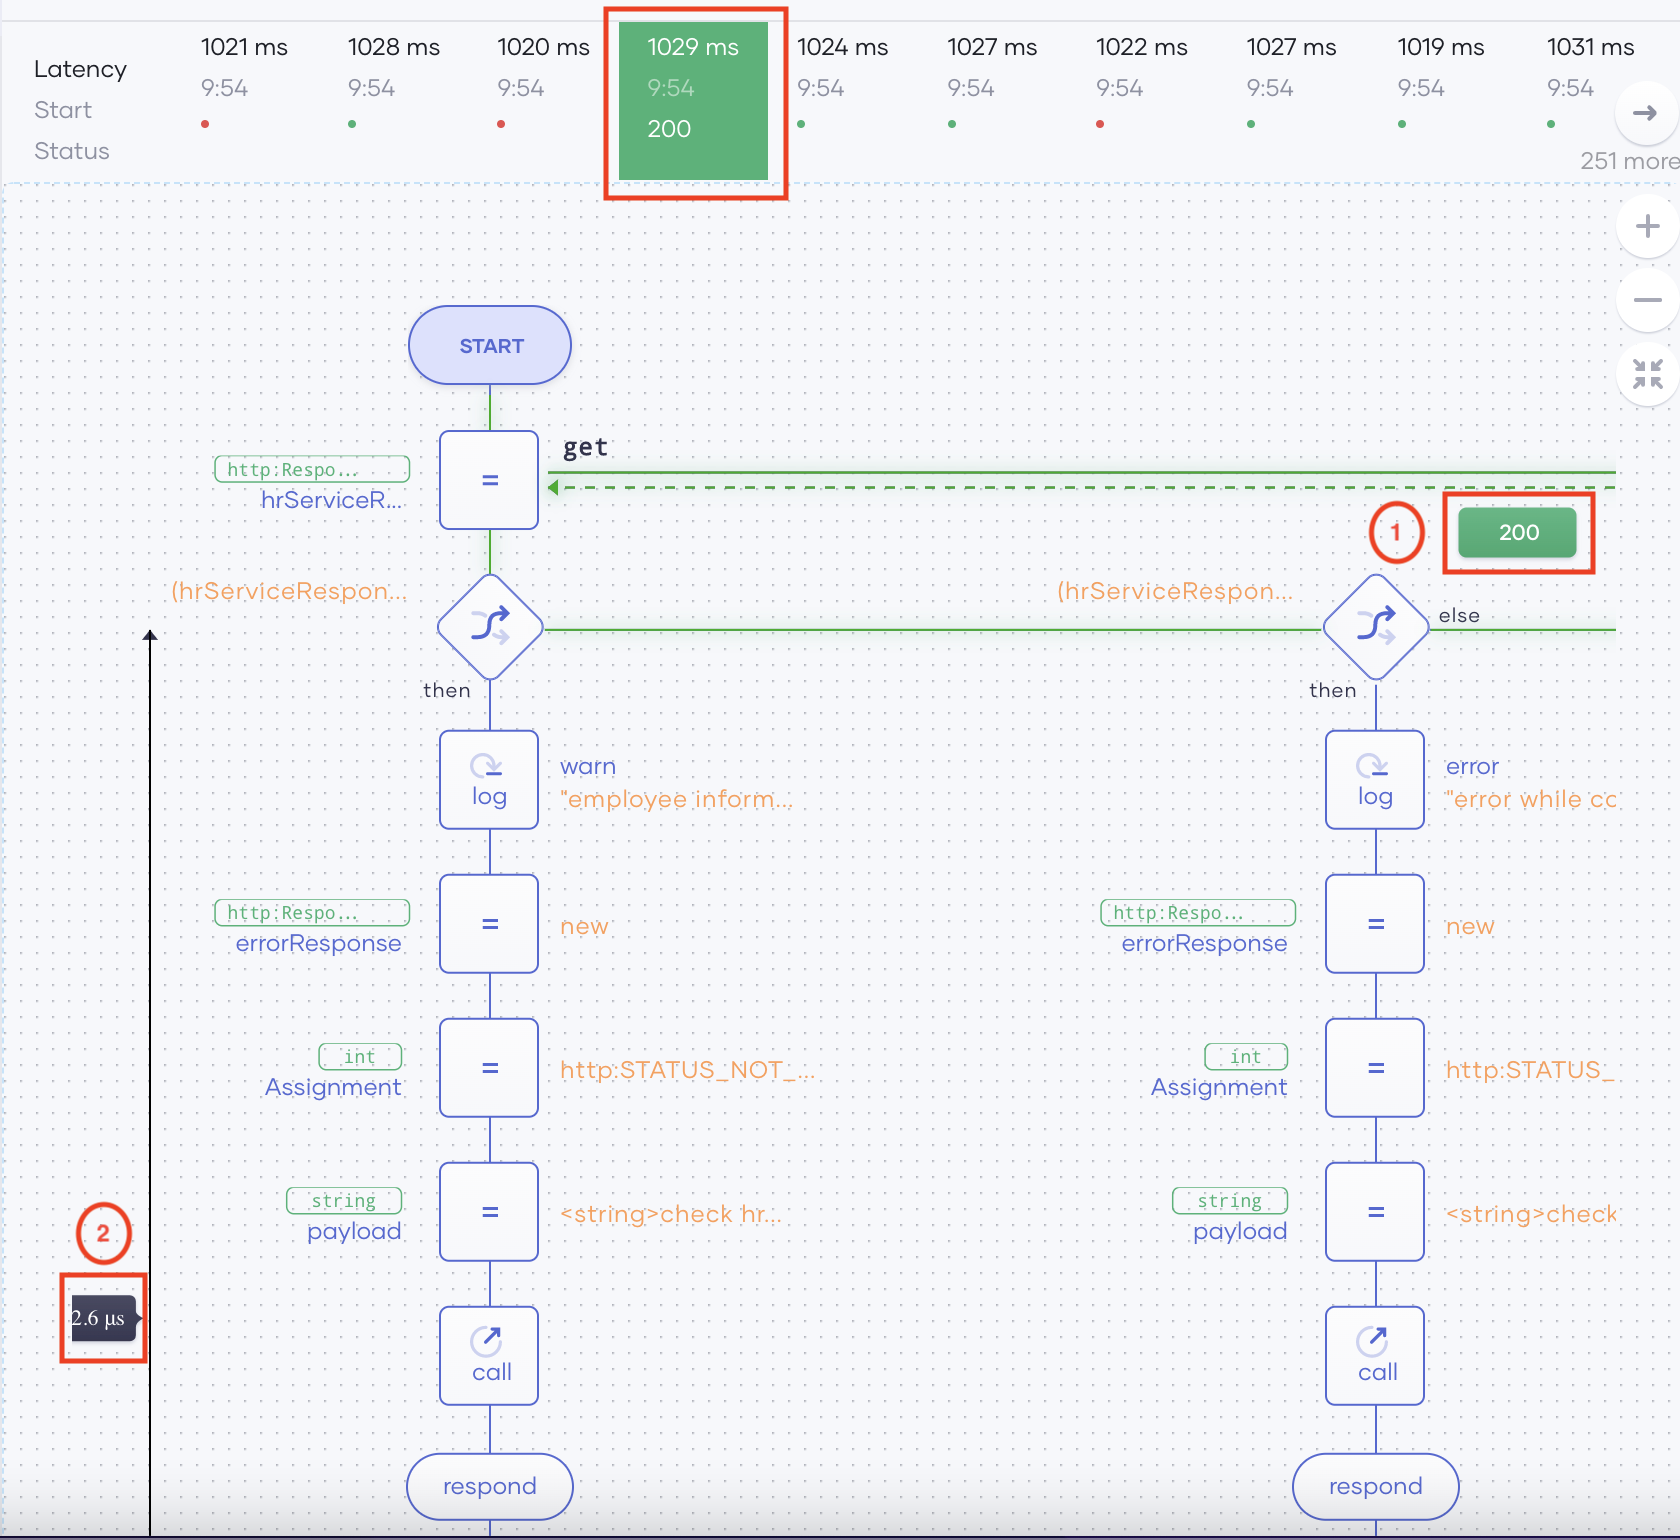 Latency
Start
Status
1021 ms
9:54
1028 ms
9:54
1020 ms
9:54
1029 ms
9:54
200
1024 ms
9:54
1027 ms
9:54
1022 ms
9:54
1027 ms
9:54
1019 ms
9:54
1031 ms
9:54
251 more
START
get
http:Respo...
=
hrServiceR...
1
200
(hrServiceRespon...
(hrServiceRespon...
else
then
then
log
warn
"employee inform...
log
error
"error while co
http:Respo...
errorResponse
=
new
http:Respo...
errorResponse
=
new
int
Assignment
=
http:STATUS_NOT_...
int
Assignment
=
http:STATUS_
string
payload
=
<string>check hr...
string
payload
=
<string>check
2
2.6 µs
call
call
respond
respond